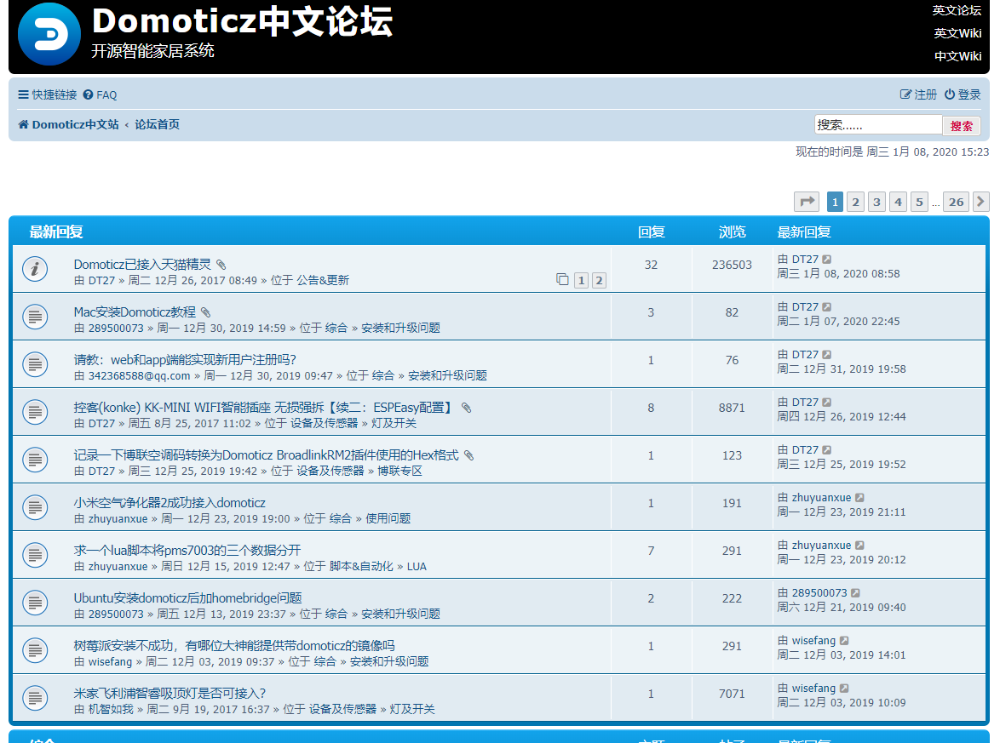 Domoticz中文论坛
开源智能家居系统
英文论坛
英文Wiki
中文Wiki
快捷链接 FAQ
注册 登录
Domoticz中文站 ‹ 论坛首页
搜索......
搜索
现在的时间是 周三 1月 08, 2020 15:23
1 2 3 4 5 ... 26
最新回复 回复 浏览 最新回复
Domoticz已接入天猫精灵
由 DT27 » 周二 12月 26, 2017 08:49 » 位于 公告&更新
1 2
32 236503
由 DT27
周三 1月 08, 2020 08:58
Mac安装Domoticz教程
由 289500073 » 周一 12月 30, 2019 14:59 » 位于 综合 » 安装和升级问题
3 82
由 DT27
周二 1月 07, 2020 22:45
请教：web和app端能实现新用户注册吗?
由 342368588@qq.com » 周一 12月 30, 2019 09:47 » 位于 综合 » 安装和升级问题
1 76
由 DT27
周二 12月 31, 2019 19:58
控客(konke) KK-MINI WIFI智能插座 无损强拆【续二：ESPEasy配置】
由 DT27 » 周五 8月 25, 2017 11:02 » 位于 设备及传感器 » 灯及开关
8 8871
由 DT27
周四 12月 26, 2019 12:44
记录一下博联空调码转换为Domoticz BroadlinkRM2插件使用的Hex格式
由 DT27 » 周三 12月 25, 2019 19:42 » 位于 设备及传感器 » 博联专区
1 123
由 DT27
周三 12月 25, 2019 19:52
小米空气净化器2成功接入domoticz
由 zhuyuanxue » 周一 12月 23, 2019 19:00 » 位于 综合 » 使用问题
1 191
由 zhuyuanxue
周一 12月 23, 2019 21:11
求一个lua脚本将pms7003的三个数据分开
由 zhuyuanxue » 周日 12月 15, 2019 12:47 » 位于 脚本&自动化 » LUA
7 291
由 zhuyuanxue
周一 12月 23, 2019 20:12
Ubuntu安装domoticz后加homebridge问题
由 289500073 » 周五 12月 13, 2019 23:37 » 位于 综合 » 安装和升级问题
2 222
由 289500073
周六 12月 21, 2019 09:40
树莓派安装不成功，有哪位大神能提供带domoticz的镜像吗
由 wisefang » 周二 12月 03, 2019 09:37 » 位于 综合 » 安装和升级问题
1 291
由 wisefang
周二 12月 03, 2019 14:01
米家飞利浦智睿吸顶灯是否可接入?
由 机智如我 » 周二 9月 19, 2017 16:37 » 位于 设备及传感器 » 灯及开关
1 7071
由 wisefang
周二 12月 03, 2019 10:09